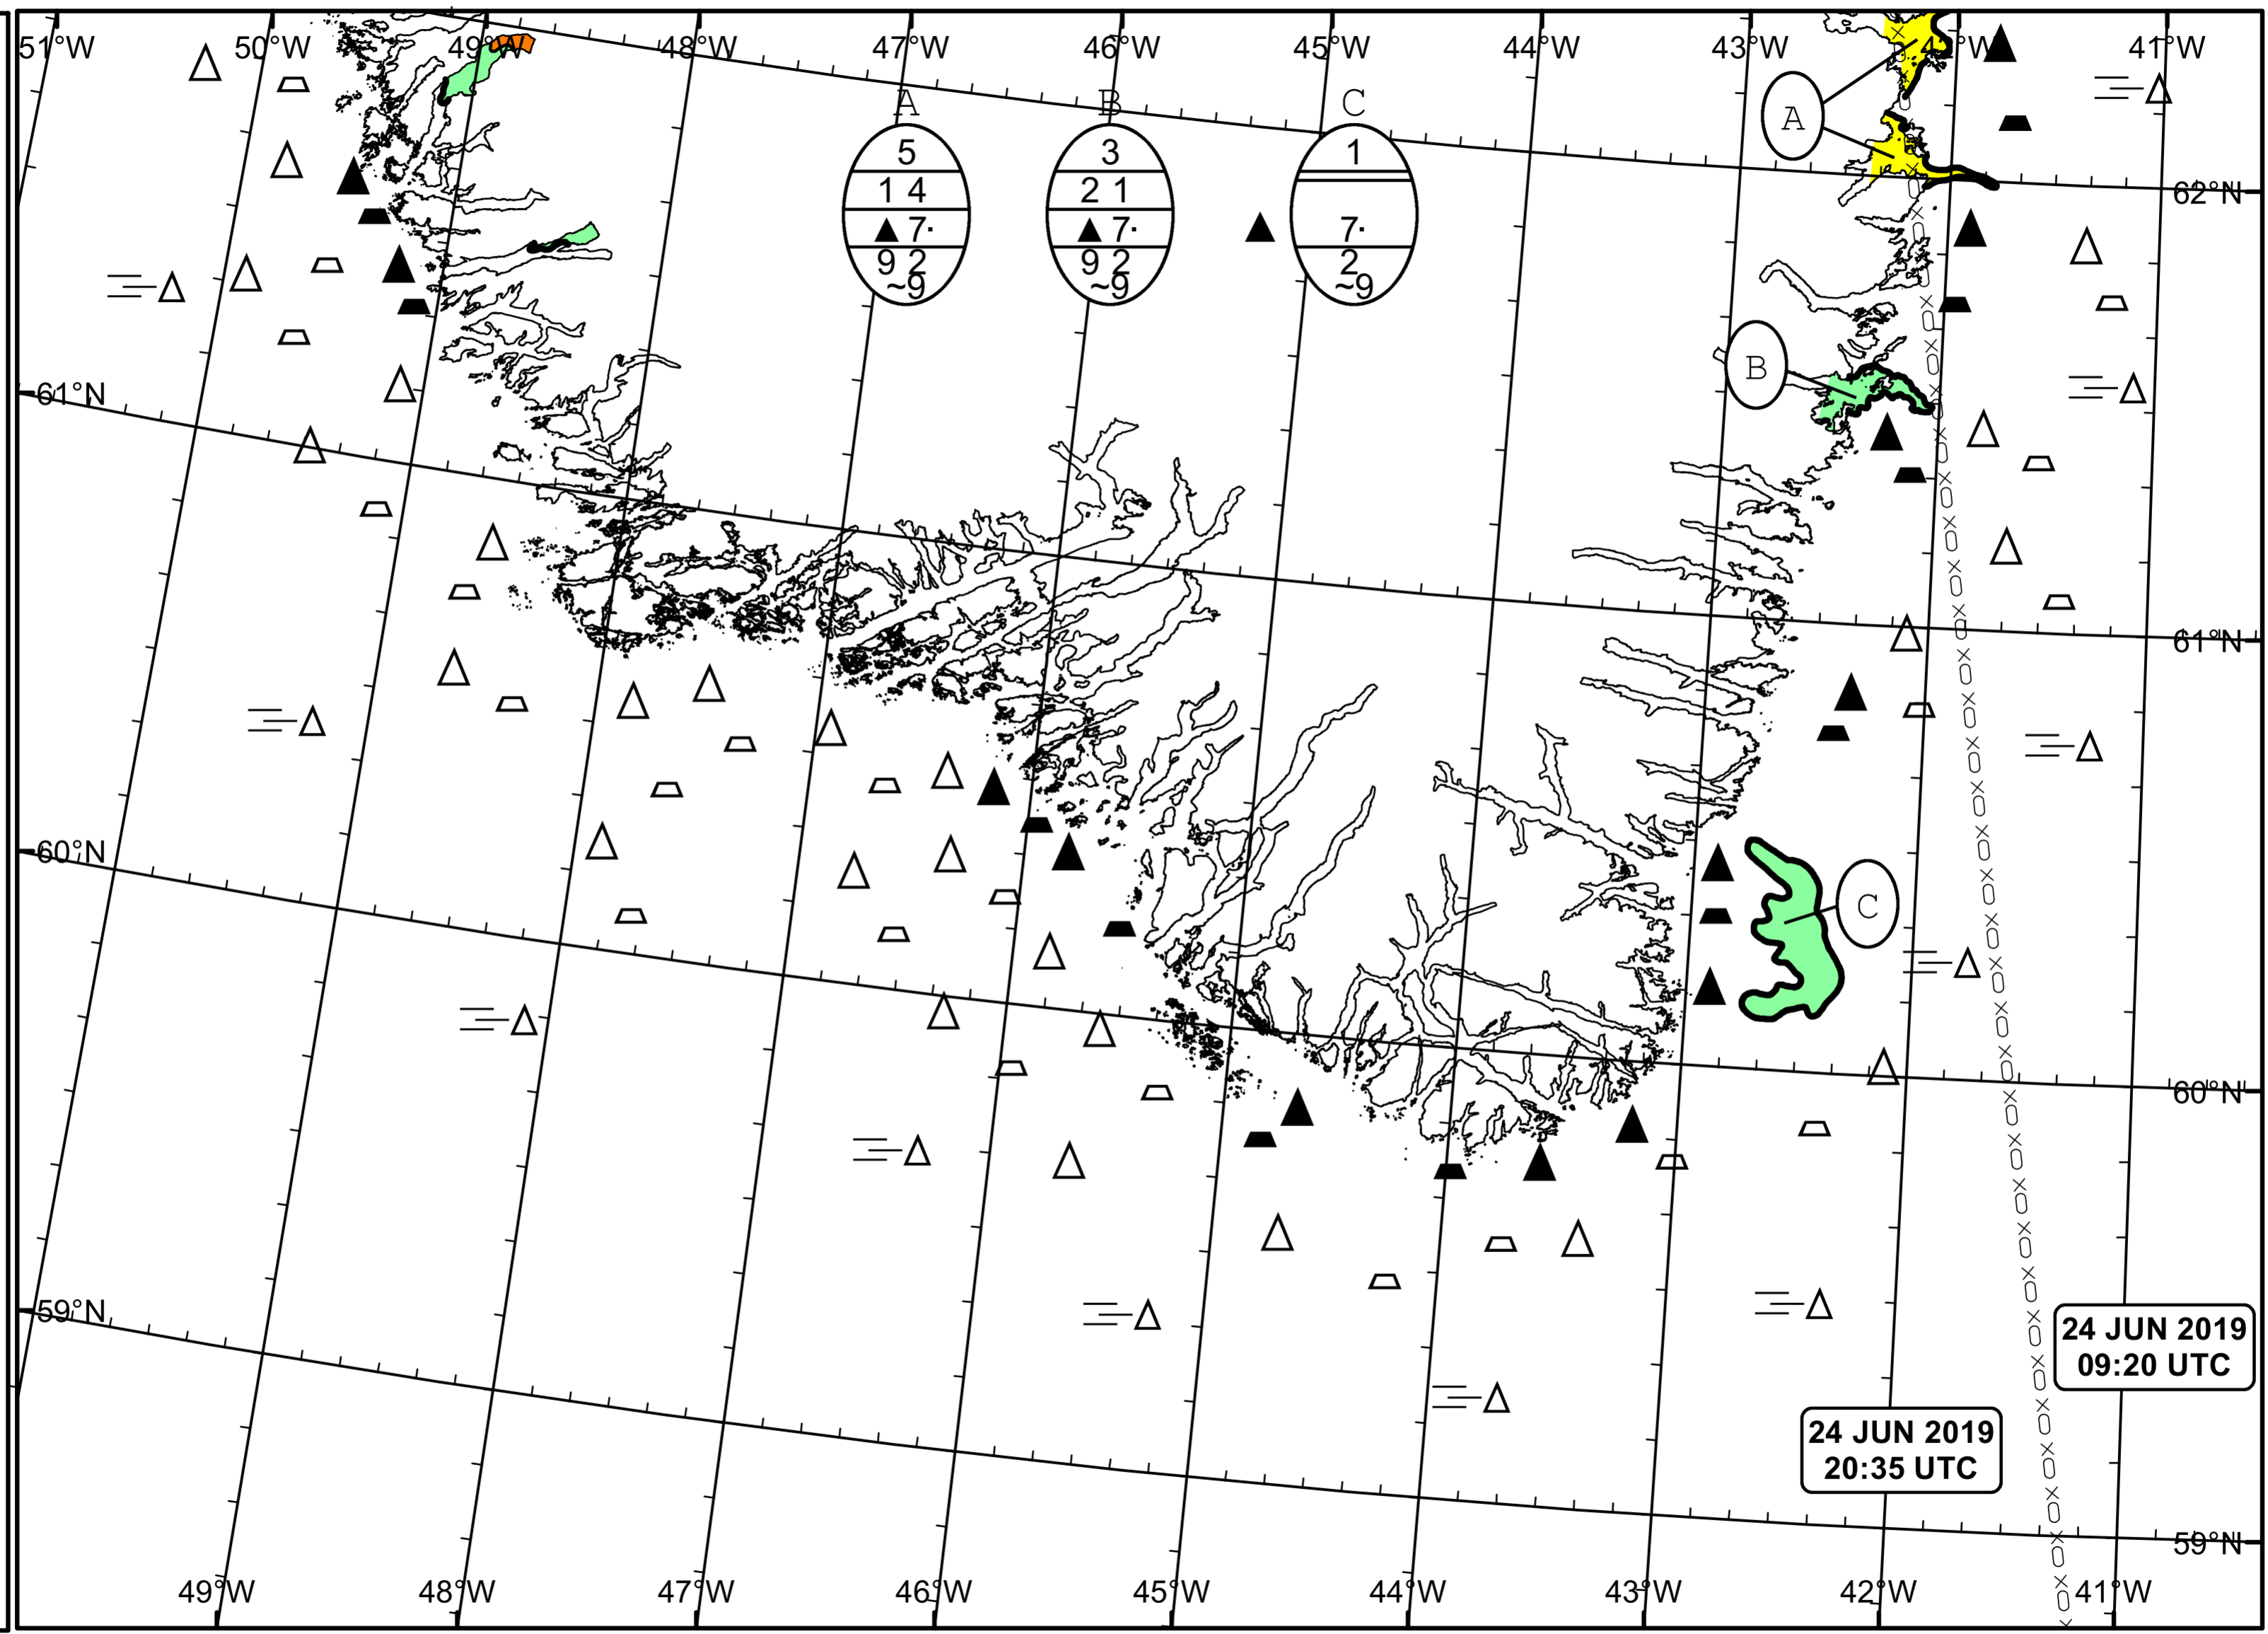 51°W 50°W 49°W 48°W 47°W 46°W 45°W 44°W 43°W 42°W 41°W
A B C
A
5 3 1
1 4 2 1
62°N
▲ 7· ▲ 7· ▲ 7·
9 2 9 2 2
~9 ~9 ~9
B
61°N
61°N
60°N
C
60°N
59°N
24 JUN 2019
09:20 UTC
24 JUN 2019
20:35 UTC
59°N
49°W 48°W 47°W 46°W 45°W 44°W 43°W 42°W 41°W